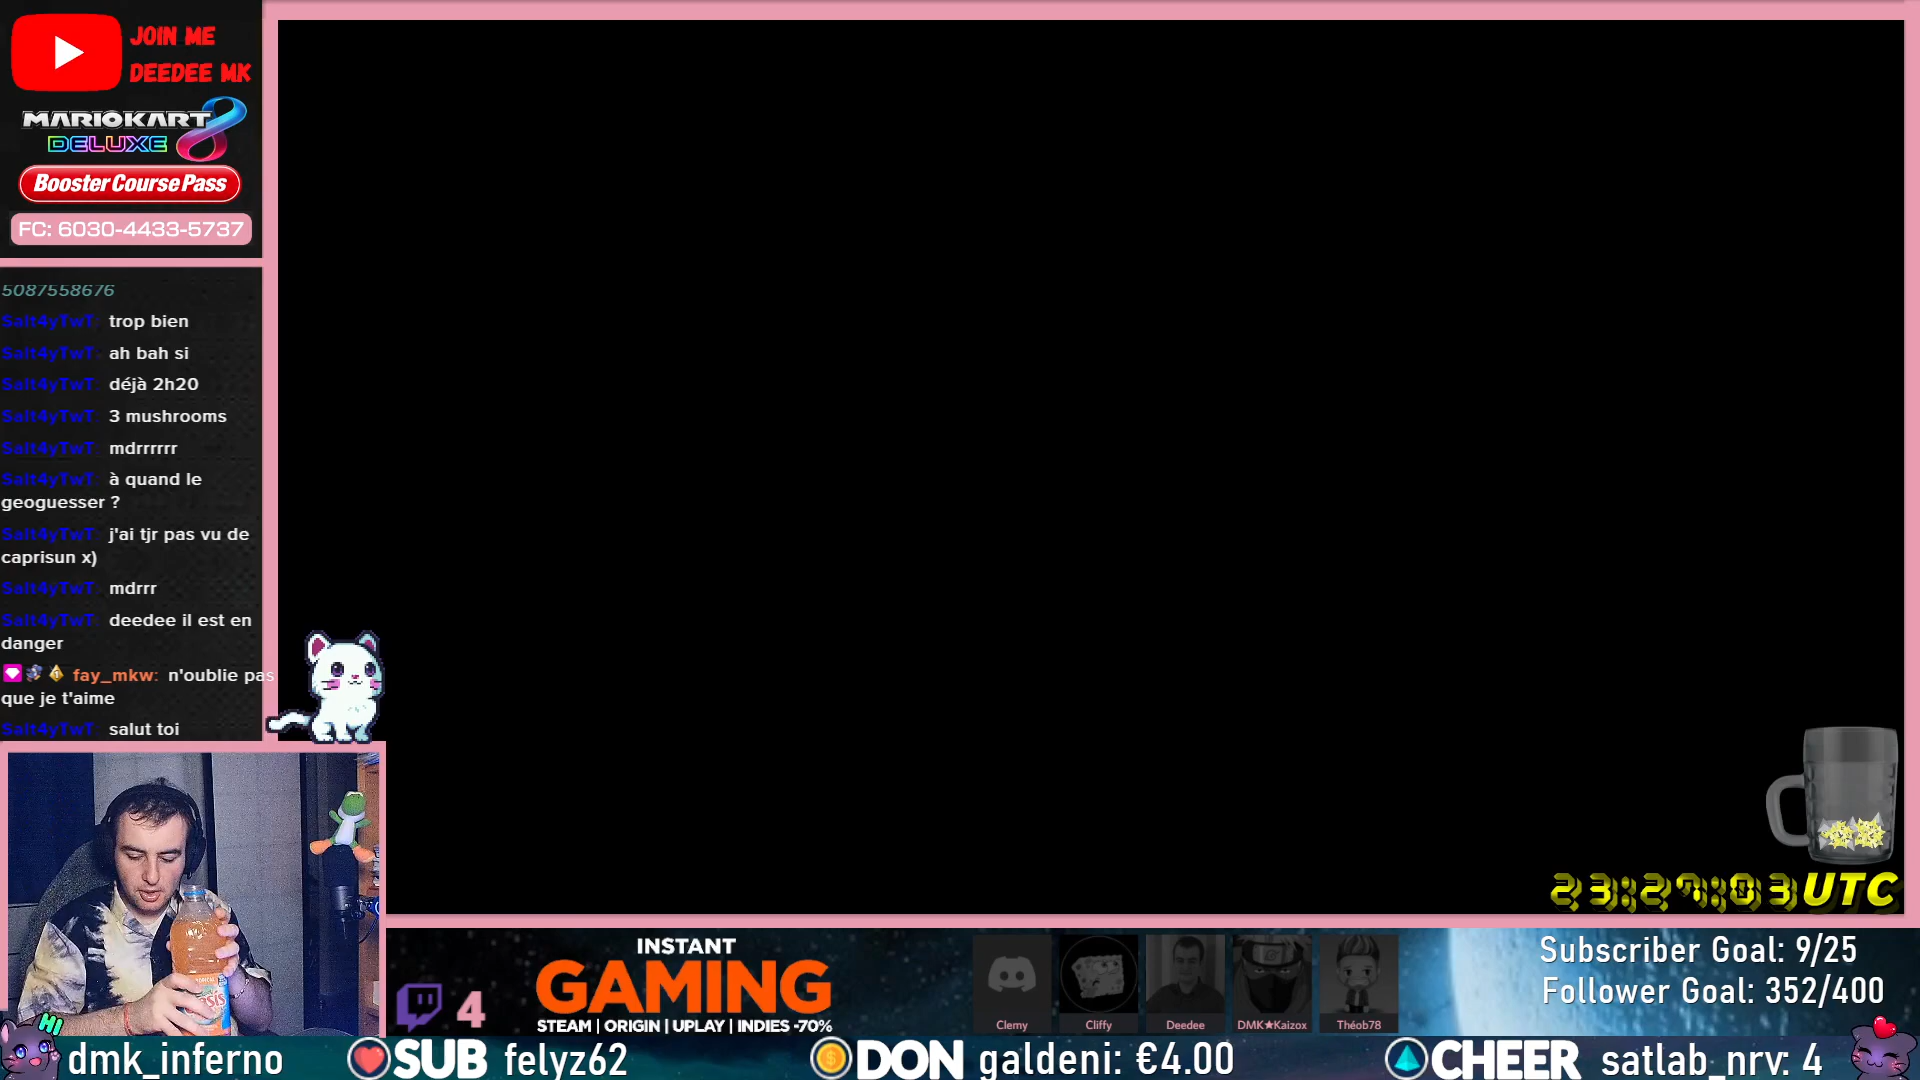 JOIN ME
DEEDEE MK
MARIOKART 8
DELUXE
Booster Course Pass
FC: 6030-4433-5737
5087558676
Salt4yTwT: trop bien
Salt4yTwT: ah bah si
Salt4yTwT: déjà 2h20
Salt4yTwT: 3 mushrooms
Salt4yTwT: mdrrrrrr
Salt4yTwT: à quand le
geoguesser ?
Salt4yTwT: j'ai tjr pas vu de
caprisun x)
Salt4yTwT: mdrrr
Salt4yTwT: deedee il est en
danger
fay_mkw: n'oublie pas
que je t'aime
Salt4yTwT: salut toi
23:27:03 UTC
INSTANT
GAMING
STEAM | ORIGIN | UPLAY | INDIES -70%
4
Clemy
Cliffy
Deedee
DMK★Kaizox
Théob78
Subscriber Goal: 9/25
Follower Goal: 352/400
HI
dmk_inferno
SUB felyz62
DON galdeni: €4.00
CHEER satlab_nrv: 4